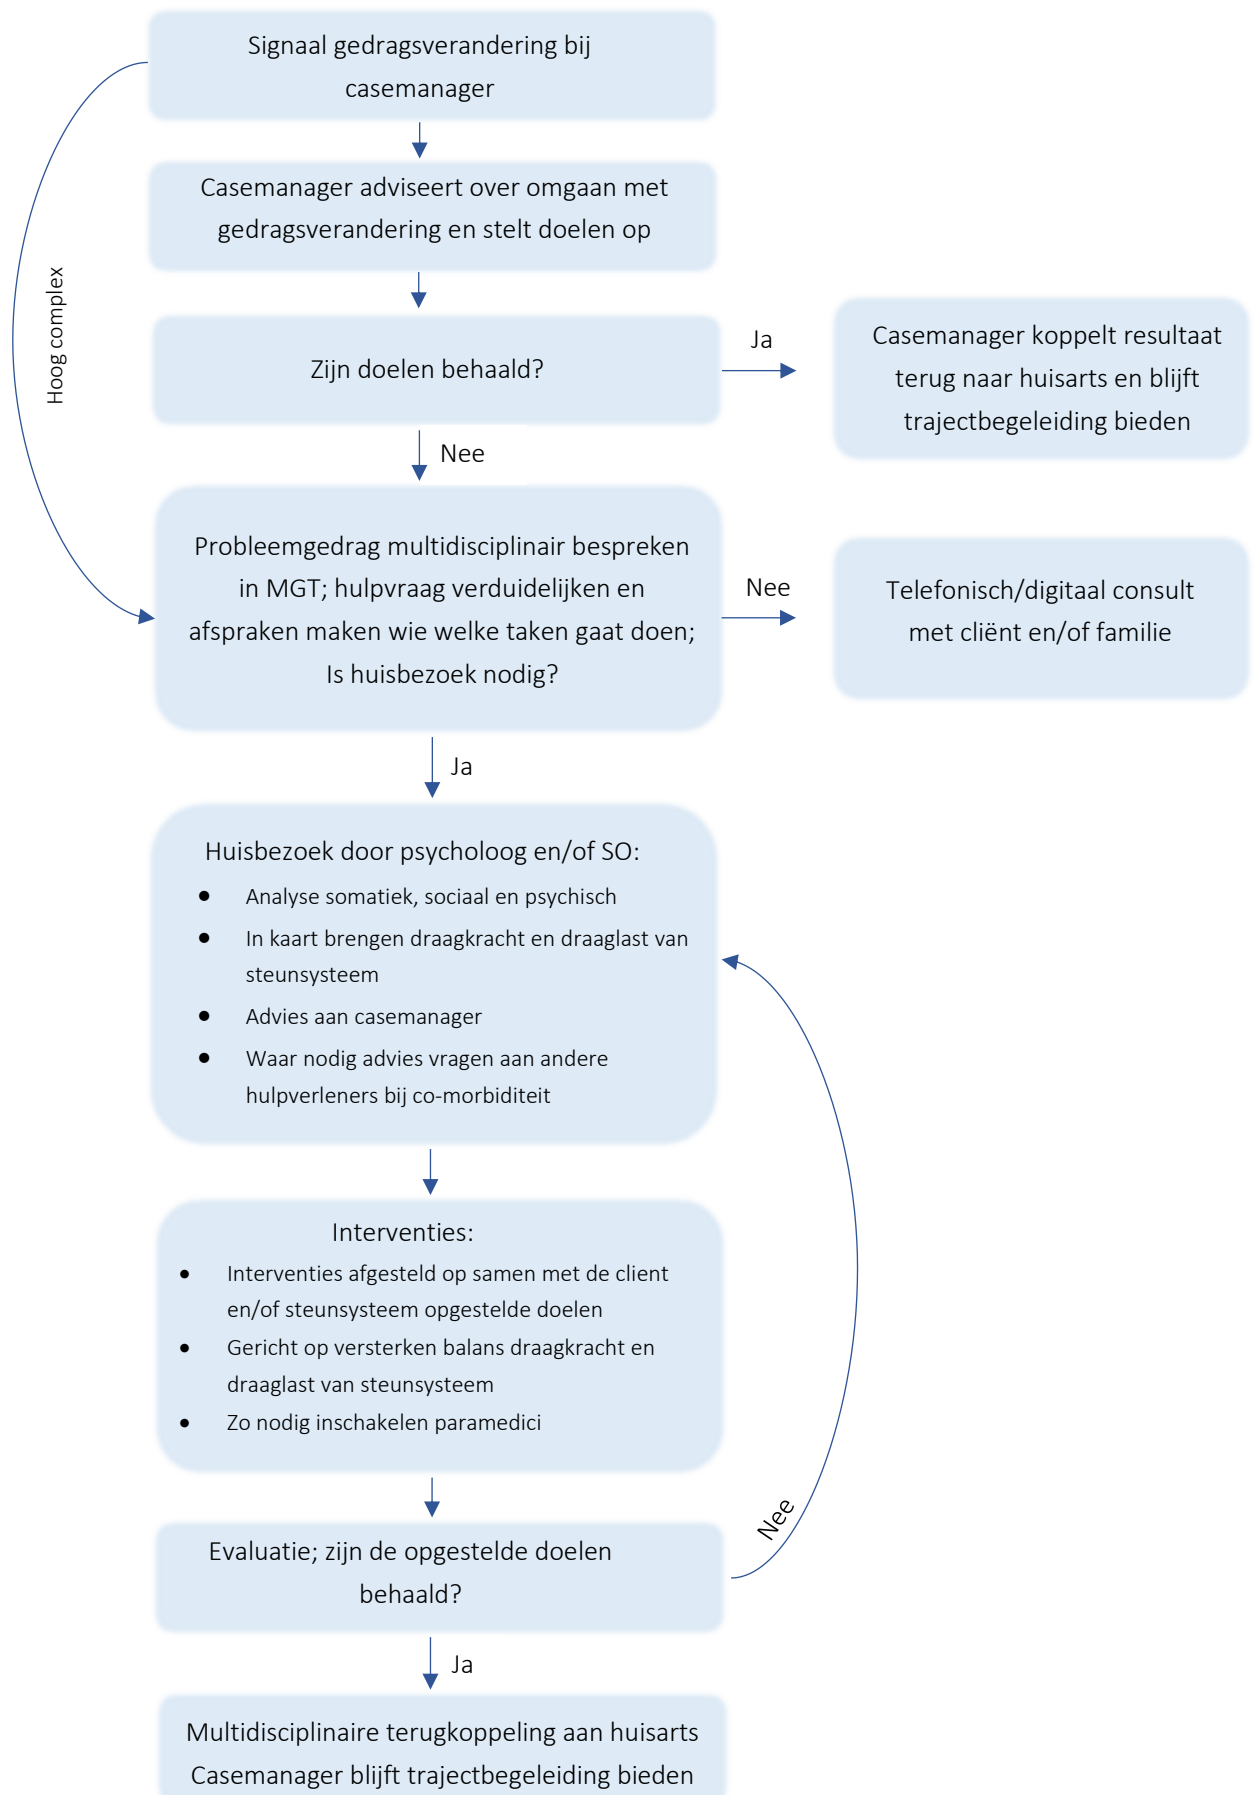 Signaal gedragsverandering bij
casemanager
Hoog complex
Casemanager adviseert over omgaan met
gedragsverandering en stelt doelen op
Zijn doelen behaald?
Ja
Casemanager koppelt resultaat
terug naar huisarts en blijft
trajectbegeleiding bieden
Nee
Probleemgedrag multidisciplinair bespreken
in MGT; hulpvraag verduidelijken en
afspraken maken wie welke taken gaat doen;
Is huisbezoek nodig?
Nee
Telefonisch/digitaal consult
met cliënt en/of familie
Ja
Huisbezoek door psycholoog en/of SO:
● Analyse somatiek, sociaal en psychisch
● In kaart brengen draagkracht en draaglast van
steunsysteem
● Advies aan casemanager
● Waar nodig advies vragen aan andere
hulpverleners bij co-morbiditeit
Interventies:
● Interventies afgesteld op samen met de client
en/of steunsysteem opgestelde doelen
● Gericht op versterken balans draagkracht en
draaglast van steunsysteem
● Zo nodig inschakelen paramedici
Nee
Evaluatie; zijn de opgestelde doelen
behaald?
Ja
Multidisciplinaire terugkoppeling aan huisarts
Casemanager blijft trajectbegeleiding bieden